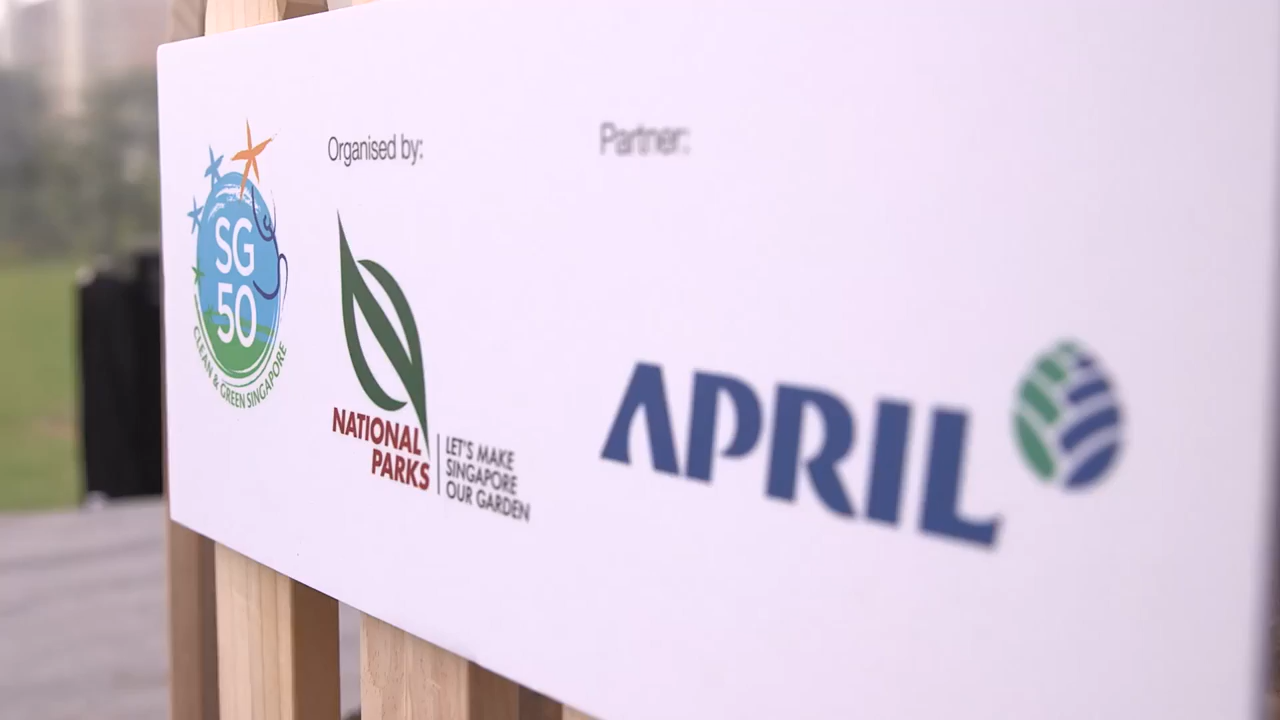 SG
50
CLEAN & GREEN SINGAPORE
Organised by:
NATIONAL
PARKS
LET'S MAKE
SINGAPORE
OUR GARDEN
Partner:
APRIL